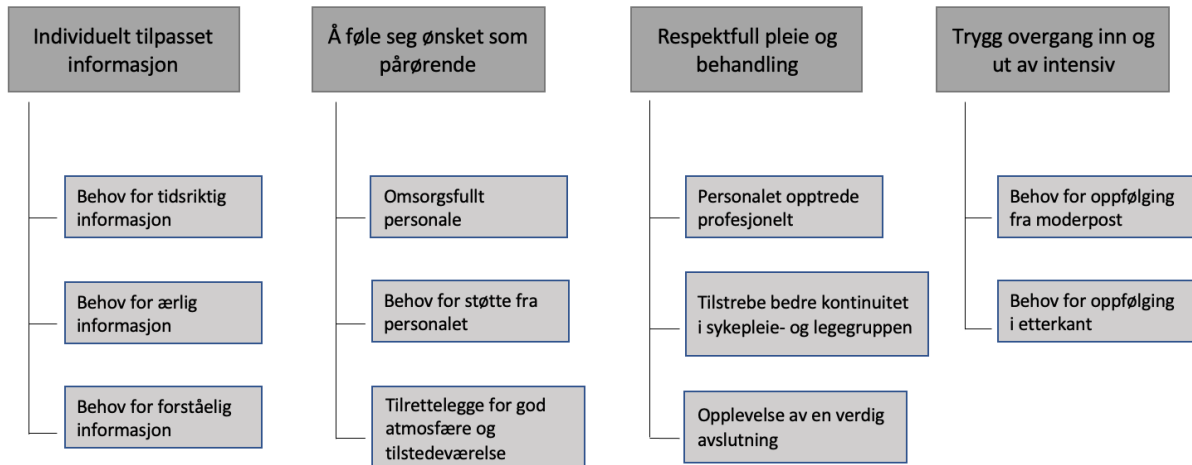 Individuelt tilpasset
informasjon
Å føle seg ønsket som
pårørende
Respektfull pleie og
behandling
Trygg overgang inn og
ut av intensiv
Behov for tidsriktig
informasjon
Behov for ærlig
informasjon
Behov for forståelig
informasjon
Omsorgsfullt
personale
Behov for støtte fra
personalet
Tilrettelegge for god
atmosfære og
tilstedeværelse
Personalet opptrede
profesjonelt
Tilstrebe bedre kontinuitet
i sykepleie- og legegruppen
Opplevelse av en verdig
avslutning
Behov for oppfølging
fra moderpost
Behov for oppfølging
i etterkant